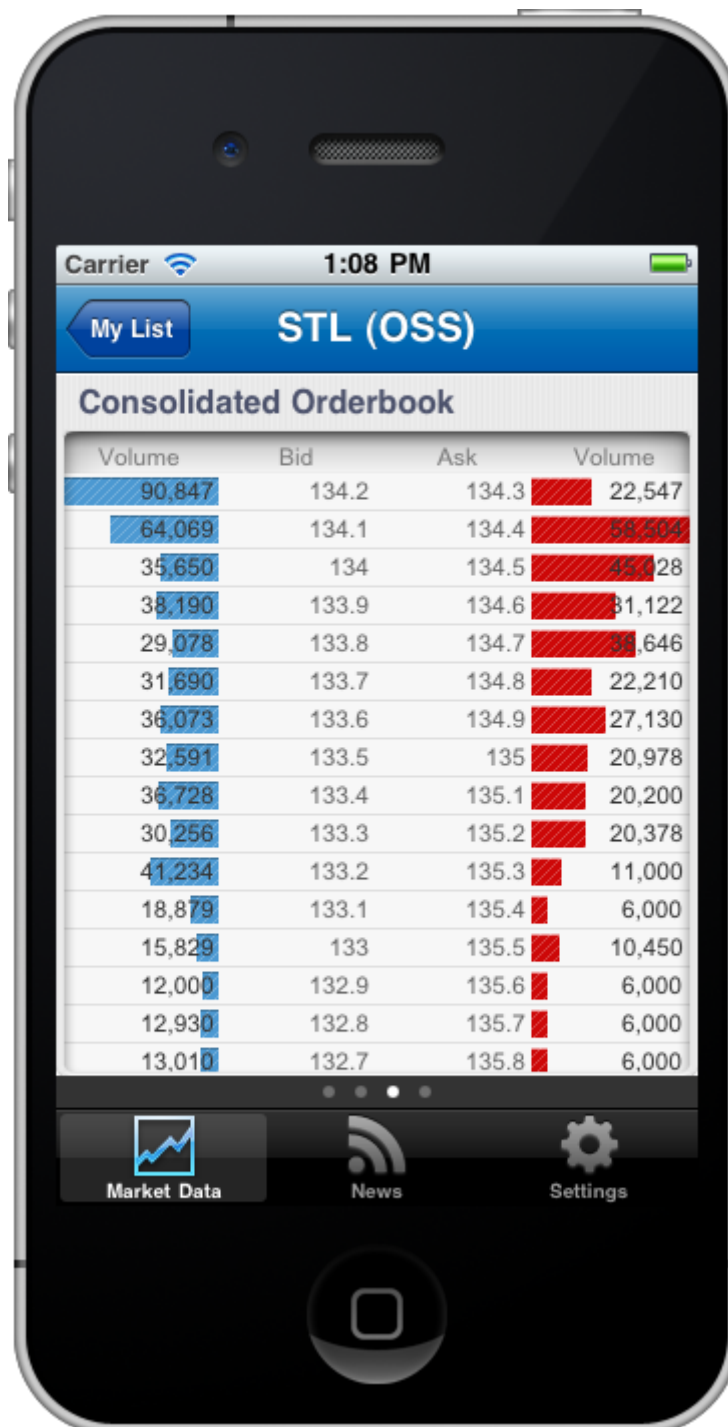 Carrier 1:08 PM
My List STL (OSS)
Consolidated Orderbook
Volume Bid Ask Volume
90,847 134.2 134.3 22,547
64,069 134.1 134.4 58,504
35,650 134 134.5 45,028
38,190 133.9 134.6 31,122
29,078 133.8 134.7 38,646
31,690 133.7 134.8 22,210
36,073 133.6 134.9 27,130
32,591 133.5 135 20,978
36,728 133.4 135.1 20,200
30,256 133.3 135.2 20,378
41,234 133.2 135.3 11,000
18,879 133.1 135.4 6,000
15,829 133 135.5 10,450
12,000 132.9 135.6 6,000
12,930 132.8 135.7 6,000
13,010 132.7 135.8 6,000
Market Data News Settings